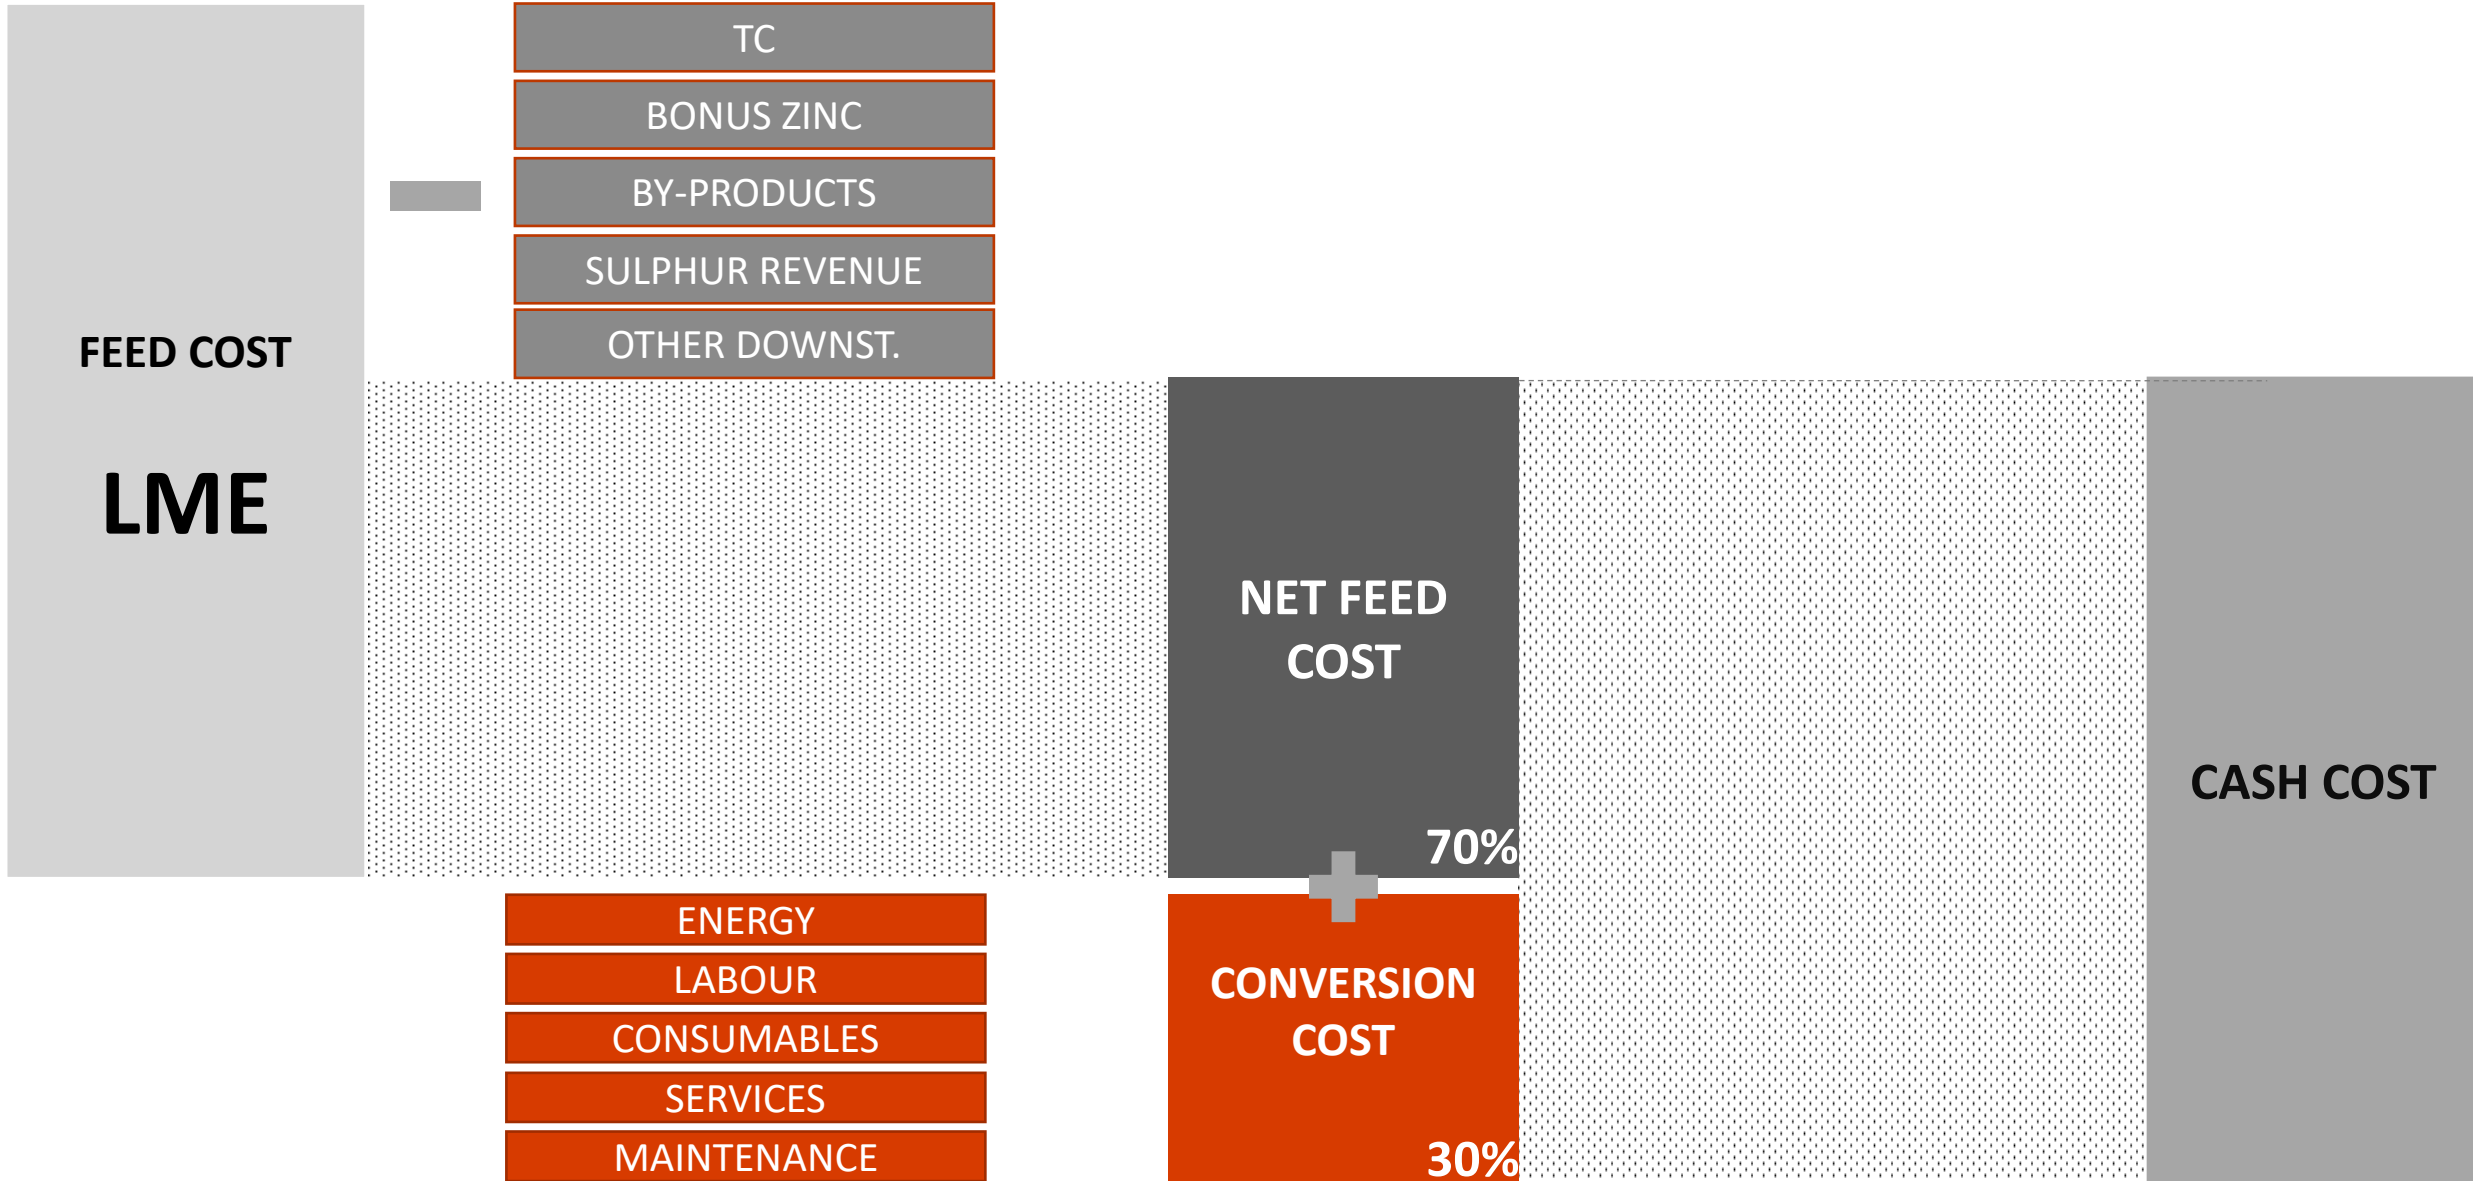 FEED COST
LME
TC
BONUS ZINC
BY-PRODUCTS
SULPHUR REVENUE
OTHER DOWNST.
ENERGY
LABOUR
CONSUMABLES
SERVICES
MAINTENANCE
NET FEED
COST
70%
CONVERSION
COST
30%
CASH COST